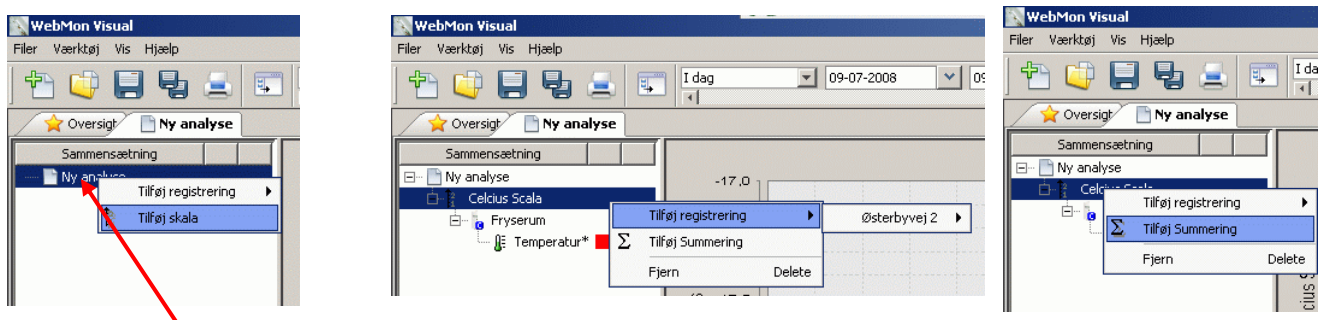 WebMon Visual
Filer Værktøj Vis Hjælp
Oversigt Ny analyse
Sammensætning
Ny analyse
Tilføj registrering
Tilføj skala
WebMon Visual
Filer Værktøj Vis Hjælp
I dag 09-07-2008 09
Oversigt Ny analyse
Sammensætning
Ny analyse
-17,0
Celcius Scala
Tilføj registrering Østerbyvej 2
Fryserum
Σ Tilføj Summering
Temperatur*
Fjern Delete
WebMon Visual
Filer Værktøj Vis Hjælp
I da
Oversigt Ny analyse
Sammensætning
Ny analyse
Celcius Scala
Tilføj registrering
Σ Tilføj Summering
Fjern Delete
cius S